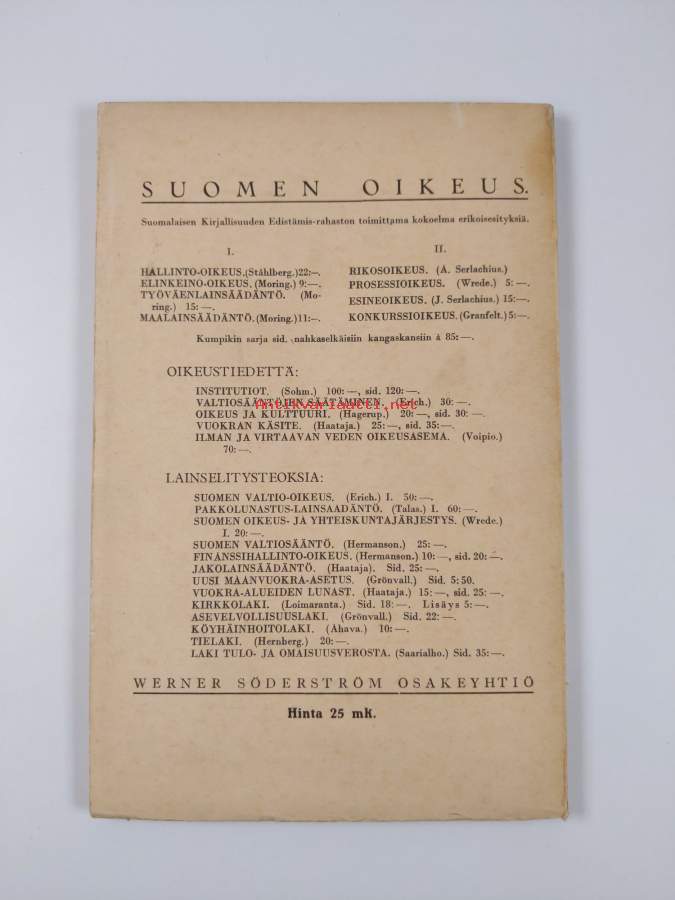 SUOMEN OIKEUS.
Suomalaisen Kirjallisuuden Edistämis-rahaston toimittama kokoelma erikoisesityksiä.
I.
HALLINTO-OIKEUS.(Ståhlberg.)22:—.
ELINKEINO-OIKEUS.(Moring.) 9:—.
TYÖVÄENLAINSÄÄDÄNTÖ. (Mo-
ring.) 15: —.
MAALAINSÄÄDÄNTÖ.(Moring.)11:—.
II.
RIKOSOIKEUS. (A. Serlachius.)
PROSESSIOIKEUS. (Wrede.) 5: —.
ESINEOIKEUS. (J. Serlachius.) 15:—.
KONKURSSIOIKEUS.(Granfelt.)5:—.
Kumpikin sarja sid. nahkaselkäisiin kangaskansiin à 85:—.
OIKEUSTIEDETTÄ:
INSTITUTIOT. (Sohm.) 100: —, sid. 120: —.
VALTIOSÄÄNTÖJEN SÄÄTÄMINEN. (Erich.) 30: —.
Antikvariaatti.net
OIKEUS JA KULTTUURI. (Hagerup.) 20: —, sid. 30: —.
VUOKRAN KÄSITE. (Haataja.) 25: —, sid. 35: —.
ILMAN JA VIRTAAVAN VEDEN OIKEUSASEMA. (Voipio.)
70: —.
LAINSELITYSTEOKSIA:
SUOMEN VALTIO-OIKEUS. (Erich.) I. 50: —.
PAKKOLUNASTUS-LAINSÄÄDÄNTÖ. (Talas.) I. 60: —.
SUOMEN OIKEUS- JA YHTEISKUNTAJÄRJESTYS. (Wrede.)
I. 20: —.
SUOMEN VALTIOSÄÄNTÖ. (Hermanson.) 25: —.
FINANSSIHALLINTO-OIKEUS. (Hermanson.) 10: —, sid. 20: —.
JAKOLAINSÄÄDÄNTÖ. (Haataja). Sid. 25: —.
UUSI MAANVUOKRA-ASETUS. (Grönvall.) Sid. 5: 50.
VUOKRA-ALUEIDEN LUNAST. (Haataja.) 15: —, sid. 25: —.
KIRKKOLAKI. (Loimaranta.) Sid. 18: —. Lisäys 5: —.
ASEVELVOLLISUUSLAKI. (Grönvall.) Sid. 22: —.
KÖYHÄINHOITOLAKI. (Ahava.) 10: —.
TIELAKI. (Hernberg.) 20: —.
LAKI TULO- JA OMAISUUSVEROSTA. (Saarialho.) Sid. 35: —.
WERNER SÖDERSTRÖM OSAKEYHTIÖ
Hinta 25 mk.